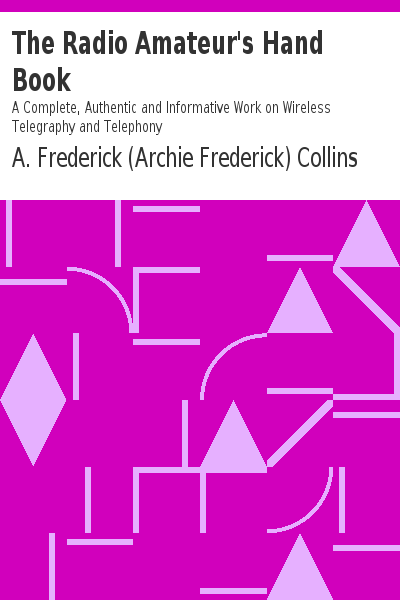 The Radio Amateur's Hand
Book
A Complete, Authentic and Informative Work on Wireless
Telegraphy and Telephony
A. Frederick (Archie Frederick) Collins